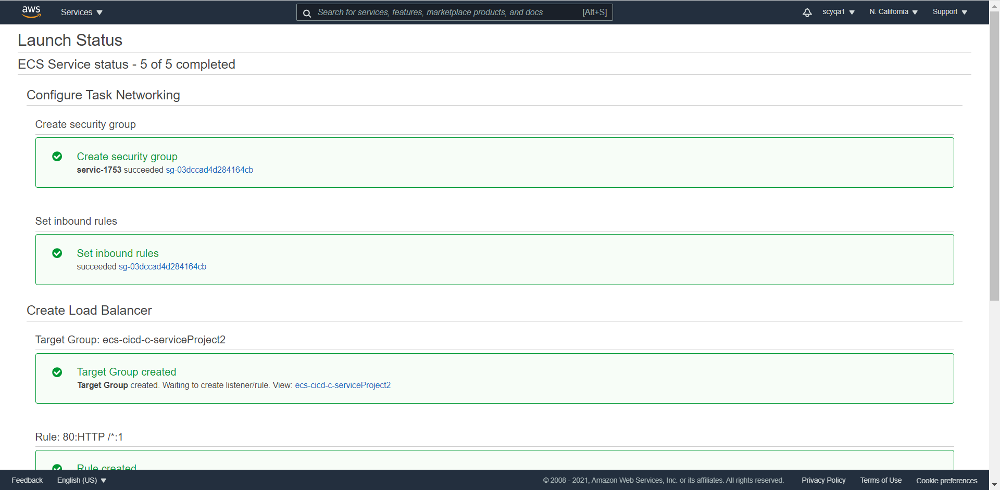 aws Services Search for services, features, marketplace products, and docs [Alt+S] scyqa1 N. California Support
Launch Status
ECS Service status - 5 of 5 completed
Configure Task Networking
Create security group
Create security group
servic-1753 succeeded sg-03dccad4d284164cb
Set inbound rules
Set inbound rules
succeeded sg-03dccad4d284164cb
Create Load Balancer
Target Group: ecs-cicd-c-serviceProject2
Target Group created
Target Group created. Waiting to create listener/rule. View: ecs-cicd-c-serviceProject2
Rule: 80:HTTP /*:1
Rule created
Feedback English (US) © 2008 - 2021, Amazon Web Services, Inc. or its affiliates. All rights reserved. Privacy Policy Terms of Use Cookie preferences